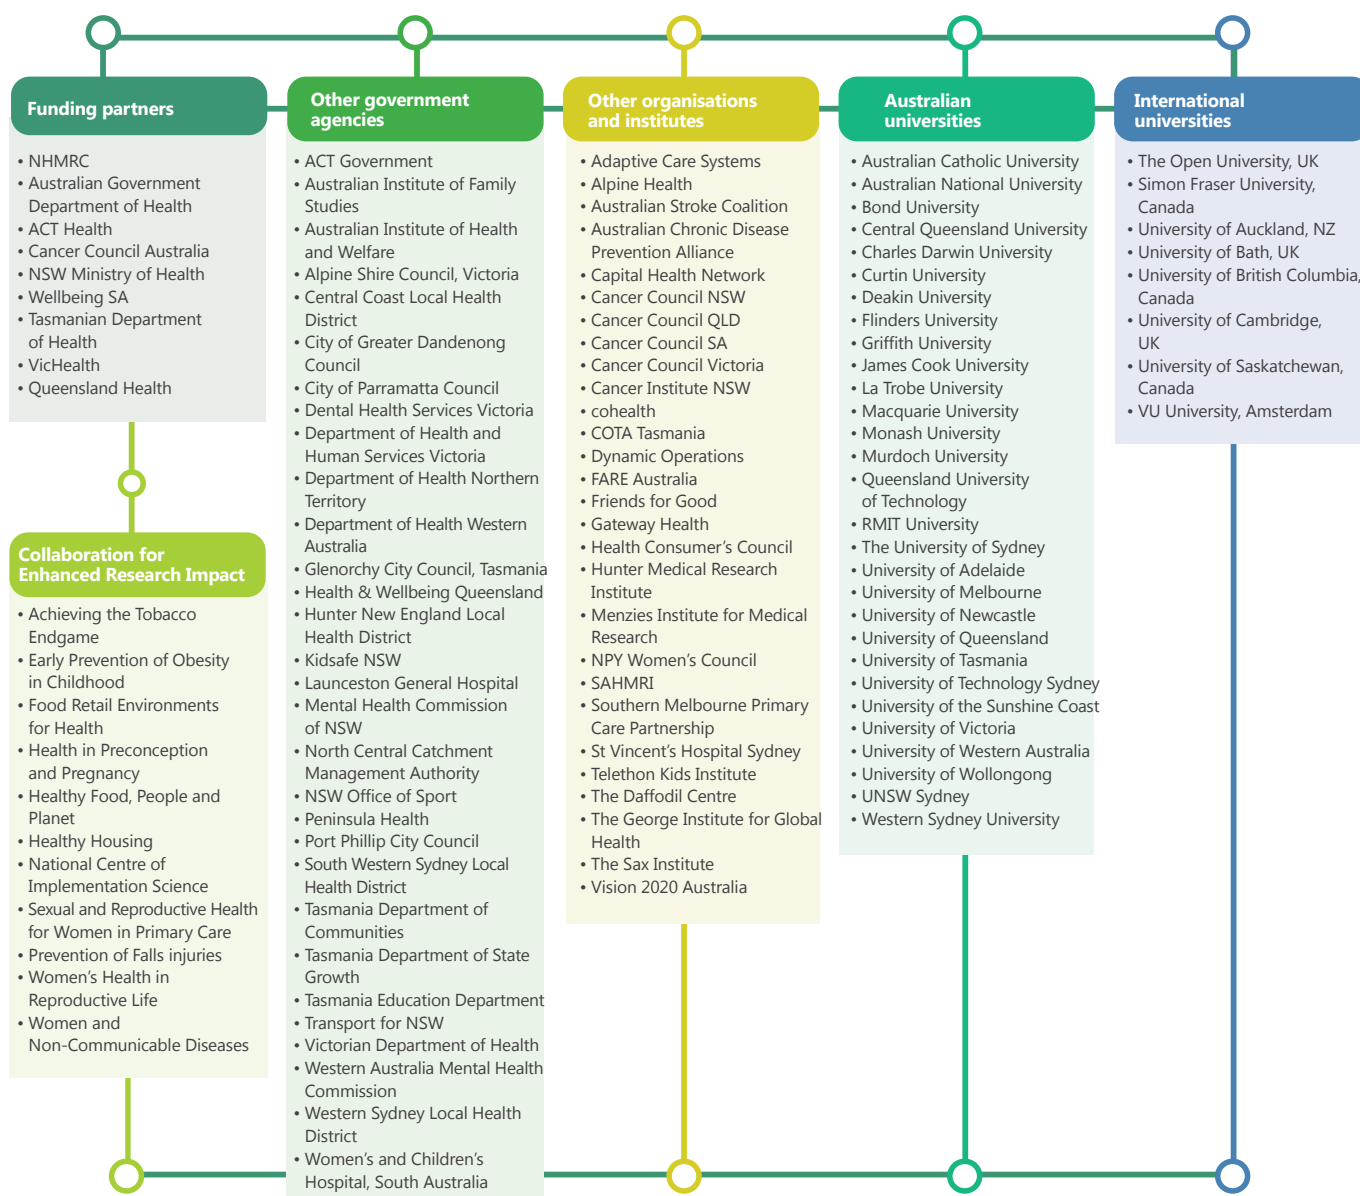 Funding partners
• NHMRC
• Australian Government
Department of Health
• ACT Health
• Cancer Council Australia
• NSW Ministry of Health
• Wellbeing SA
• Tasmanian Department
of Health
• VicHealth
• Queensland Health
Collaboration for
Enhanced Research Impact
• Achieving the Tobacco
Endgame
• Early Prevention of Obesity
in Childhood
• Food Retail Environments
for Health
• Health in Preconception
and Pregnancy
• Healthy Food, People and
Planet
• Healthy Housing
• National Centre of
Implementation Science
• Sexual and Reproductive Health
for Women in Primary Care
• Prevention of Falls injuries
• Women’s Health in
Reproductive Life
• Women and
Non-Communicable Diseases
Other government
agencies
• ACT Government
• Australian Institute of Family
Studies
• Australian Institute of Health
and Welfare
• Alpine Shire Council, Victoria
• Central Coast Local Health
District
• City of Greater Dandenong
Council
• City of Parramatta Council
• Dental Health Services Victoria
• Department of Health and
Human Services Victoria
• Department of Health Northern
Territory
• Department of Health Western
Australia
• Glenorchy City Council, Tasmania
• Health & Wellbeing Queensland
• Hunter New England Local
Health District
• Kidsafe NSW
• Launceston General Hospital
• Mental Health Commission
of NSW
• North Central Catchment
Management Authority
• NSW Office of Sport
• Peninsula Health
• Port Phillip City Council
• South Western Sydney Local
Health District
• Tasmania Department of
Communities
• Tasmania Department of State
Growth
• Tasmania Education Department
• Transport for NSW
• Victorian Department of Health
• Western Australia Mental Health
Commission
• Western Sydney Local Health
District
• Women’s and Children’s
Hospital, South Australia
Other organisations
and institutes
• Adaptive Care Systems
• Alpine Health
• Australian Stroke Coalition
• Australian Chronic Disease
Prevention Alliance
• Capital Health Network
• Cancer Council NSW
• Cancer Council QLD
• Cancer Council SA
• Cancer Council Victoria
• Cancer Institute NSW
• cohealth
• COTA Tasmania
• Dynamic Operations
• FARE Australia
• Friends for Good
• Gateway Health
• Health Consumer’s Council
• Hunter Medical Research
Institute
• Menzies Institute for Medical
Research
• NPY Women’s Council
• SAHMRI
• Southern Melbourne Primary
Care Partnership
• St Vincent’s Hospital Sydney
• Telethon Kids Institute
• The Daffodil Centre
• The George Institute for Global
Health
• The Sax Institute
• Vision 2020 Australia
Australian
universities
• Australian Catholic University
• Australian National University
• Bond University
• Central Queensland University
• Charles Darwin University
• Curtin University
• Deakin University
• Flinders University
• Griffith University
• James Cook University
• La Trobe University
• Macquarie University
• Monash University
• Murdoch University
• Queensland University
of Technology
• RMIT University
• The University of Sydney
• University of Adelaide
• University of Melbourne
• University of Newcastle
• University of Queensland
• University of Tasmania
• University of Technology Sydney
• University of the Sunshine Coast
• University of Victoria
• University of Western Australia
• University of Wollongong
• UNSW Sydney
• Western Sydney University
International
universities
• The Open University, UK
• Simon Fraser University,
Canada
• University of Auckland, NZ
• University of Bath, UK
• University of British Columbia,
Canada
• University of Cambridge,
UK
• University of Saskatchewan,
Canada
• VU University, Amsterdam